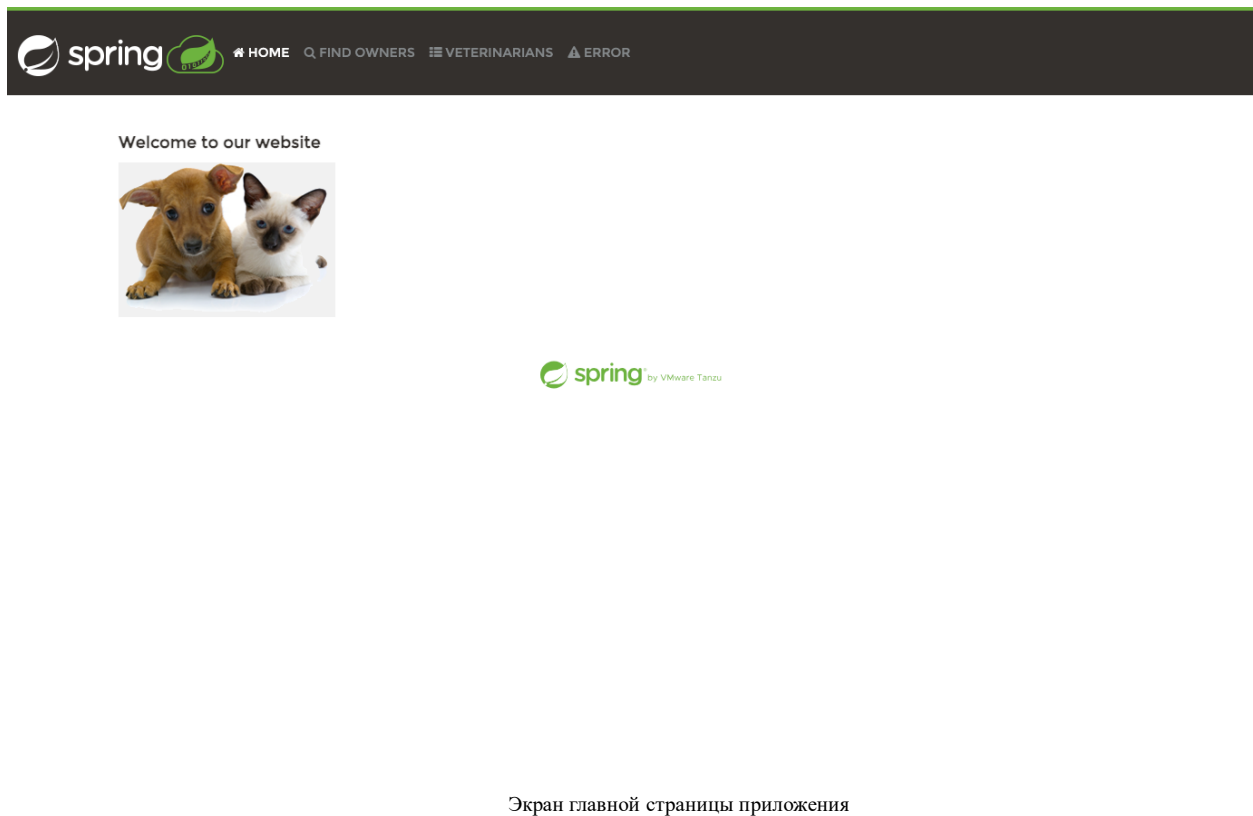 spring HOME FIND OWNERS VETERINARIANS ERROR
Welcome to our website
spring by VMware Tanzu
Экран главной страницы приложения